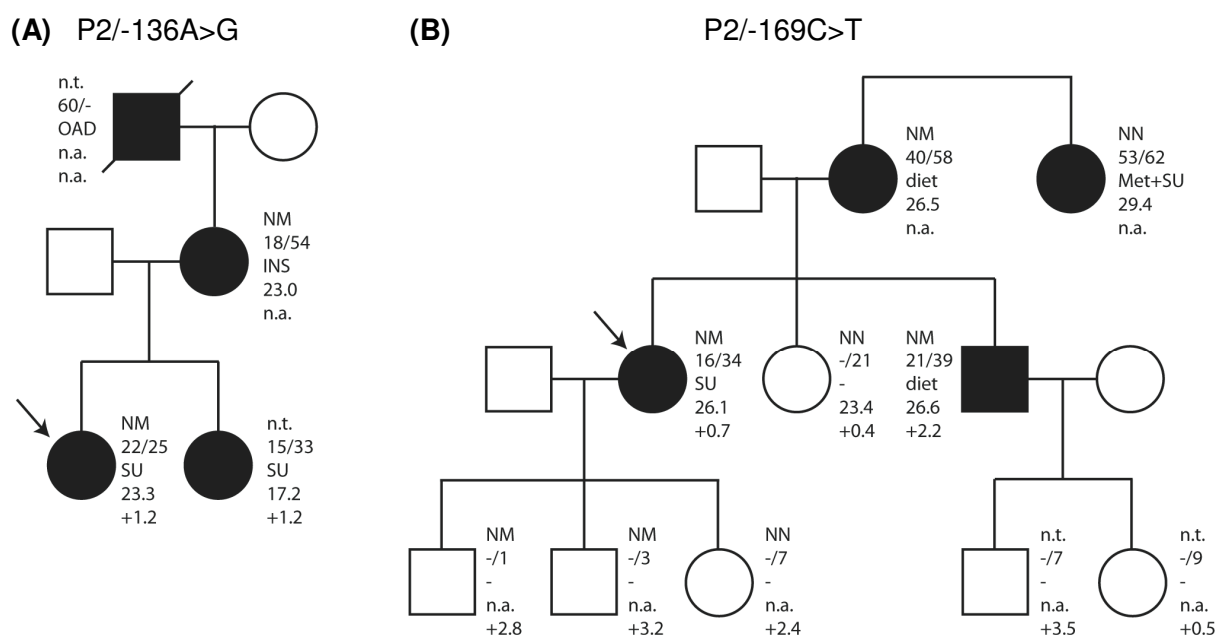 (A) P2/-136A>G
n.t.
60/-
OAD
n.a.
n.a.
NM
18/54
INS
23.0
n.a.
NM
22/25
SU
23.3
+1.2
n.t.
15/33
SU
17.2
+1.2
(B) P2/-169C>T
NM
40/58
diet
26.5
n.a.
NN
53/62
Met+SU
29.4
n.a.
NM
16/34
SU
26.1
+0.7
NN
-/21
-
23.4
+0.4
NM
21/39
diet
26.6
+2.2
NM
-/1
-
n.a.
+2.8
NM
-/3
-
n.a.
+3.2
NN
-/7
-
n.a.
+2.4
n.t.
-/7
-
n.a.
+3.5
n.t.
-/9
-
n.a.
+0.5